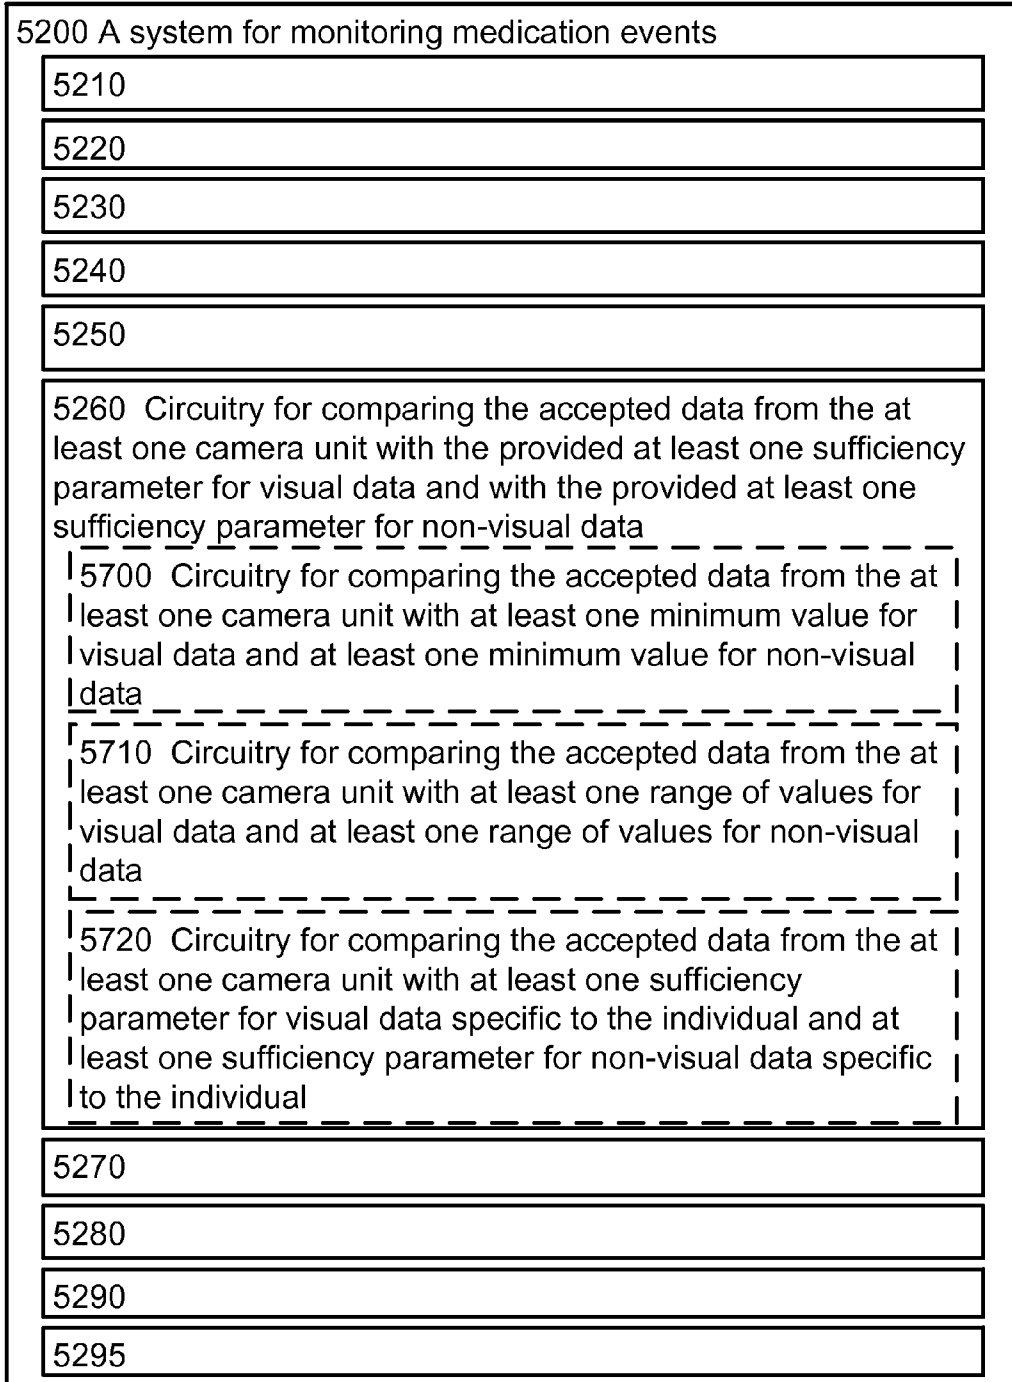 5200 A system for monitoring medication events
5210
5220
5230
5240
5250
5260 Circuitry for comparing the accepted data from the at
least one camera unit with the provided at least one sufficiency
parameter for visual data and with the provided at least one
sufficiency parameter for non-visual data
5700 Circuitry for comparing the accepted data from the at
least one camera unit with at least one minimum value for
visual data and at least one minimum value for non-visual
data
5710 Circuitry for comparing the accepted data from the at
least one camera unit with at least one range of values for
visual data and at least one range of values for non-visual
data
5720 Circuitry for comparing the accepted data from the at
least one camera unit with at least one sufficiency
parameter for visual data specific to the individual and at
least one sufficiency parameter for non-visual data specific
to the individual
5270
5280
5290
5295